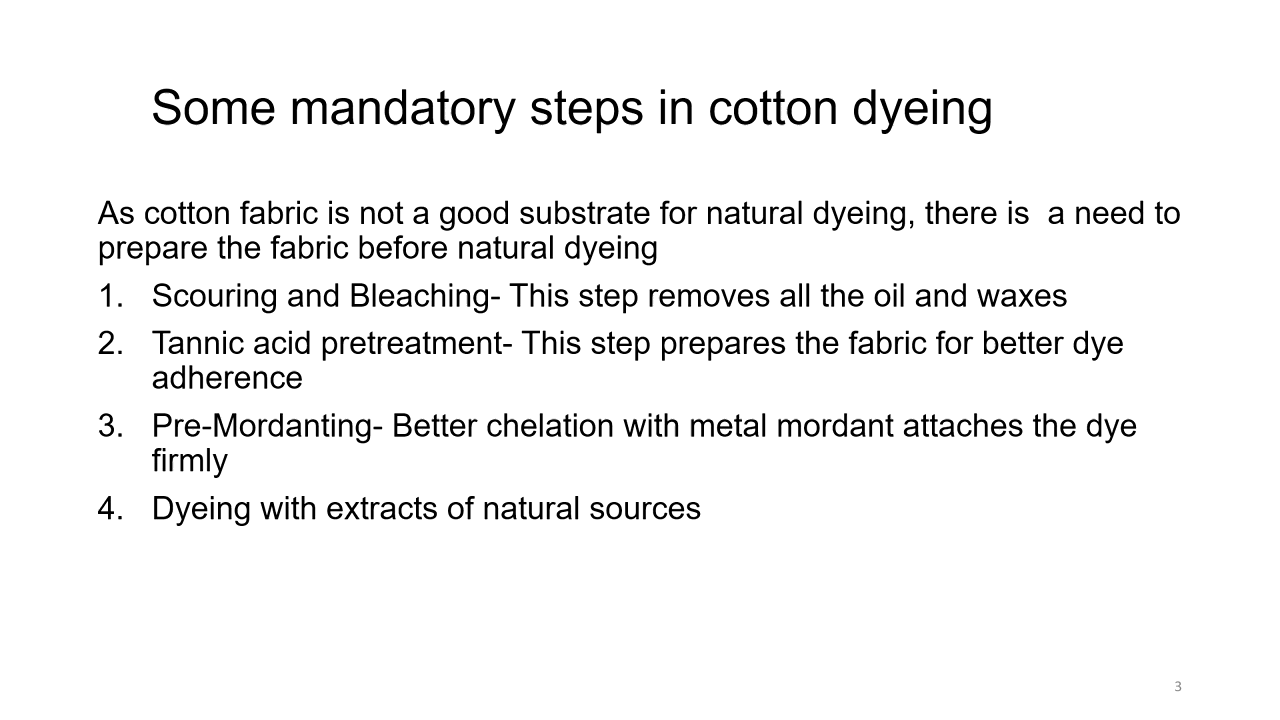 Some mandatory steps in cotton dyeing
As cotton fabric is not a good substrate for natural dyeing, there is  a need to
prepare the fabric before natural dyeing
1. Scouring and Bleaching- This step removes all the oil and waxes
2. Tannic acid pretreatment- This step prepares the fabric for better dye
adherence
3. Pre-Mordanting- Better chelation with metal mordant attaches the dye
firmly
4. Dyeing with extracts of natural sources
3